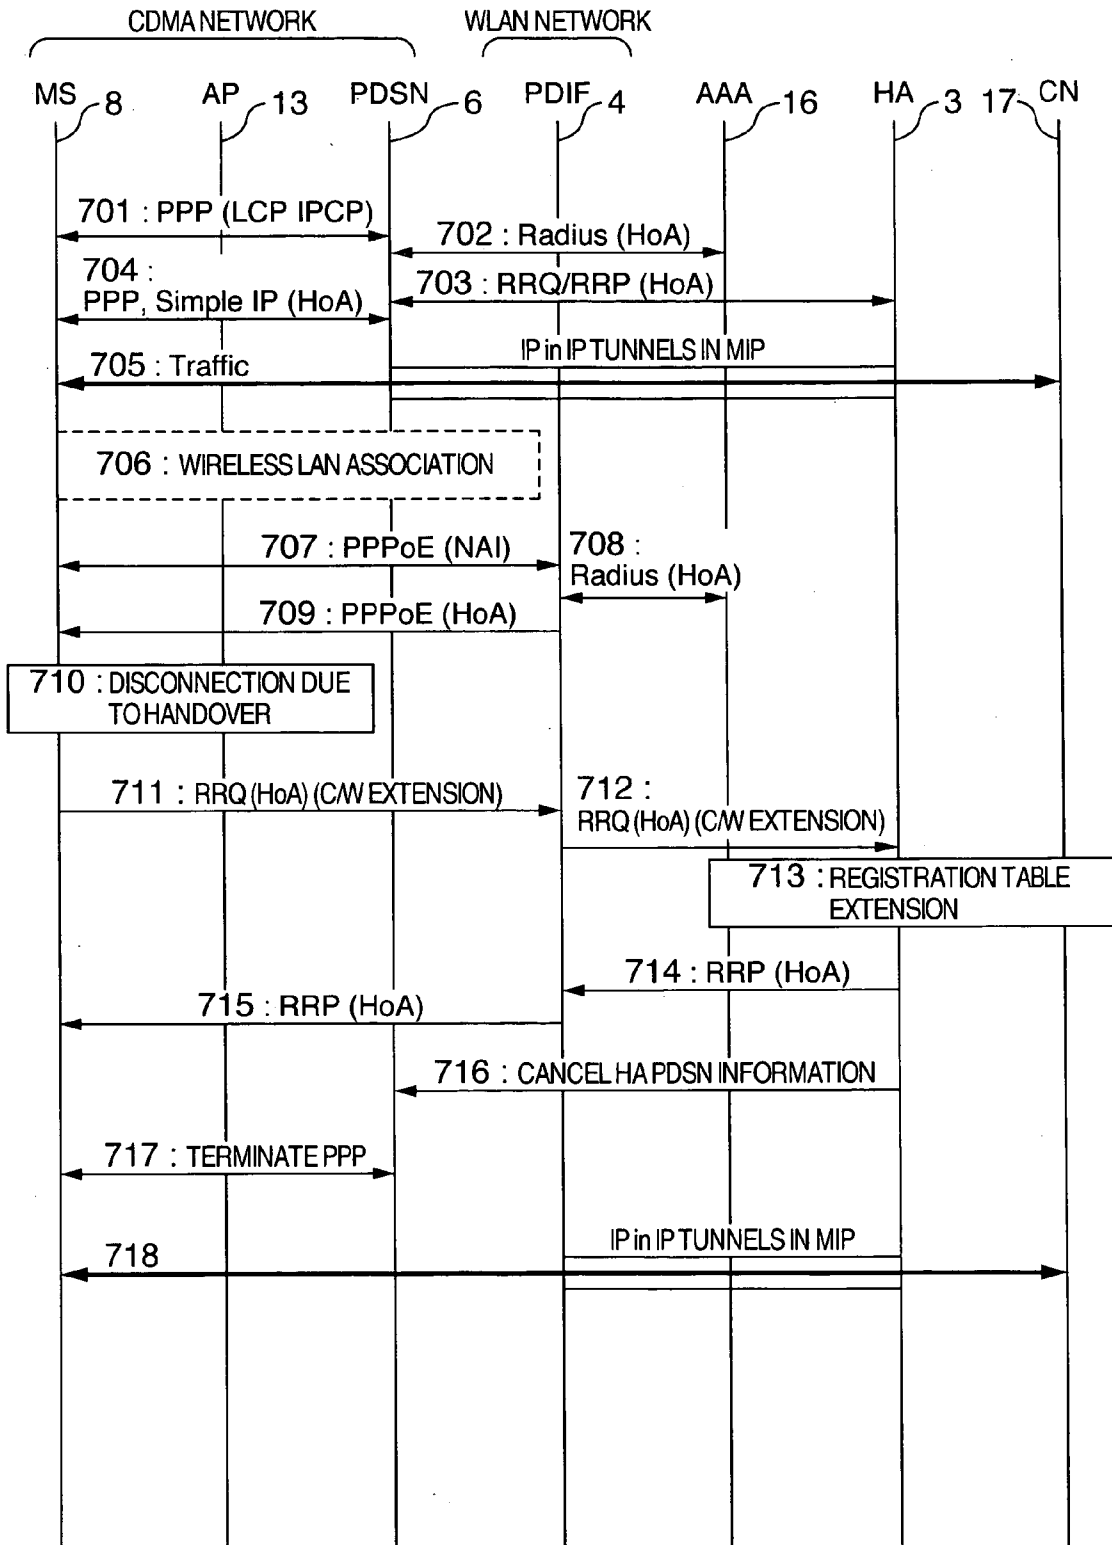 CDMA NETWORK WLAN NETWORK
MS 8 AP 13 PDSN 6 PDIF 4 AAA 16 HA 3 17 CN
701 : PPP (LCP IPCP)
702 : Radius (HoA)
704 :
PPP, Simple IP (HoA)
703 : RRQ/RRP (HoA)
IP in IP TUNNELS IN MIP
705 : Traffic
706 : WIRELESS LAN ASSOCIATION
707 : PPPoE (NAI)
708 :
Radius (HoA)
709 : PPPoE (HoA)
710 : DISCONNECTION DUE
TO HANDOVER
711 : RRQ (HoA) (C/W EXTENSION)
712 :
RRQ (HoA) (C/W EXTENSION)
713 : REGISTRATION TABLE
EXTENSION
714 : RRP (HoA)
715 : RRP (HoA)
716 : CANCEL HA PDSN INFORMATION
717 : TERMINATE PPP
IP in IP TUNNELS IN MIP
718